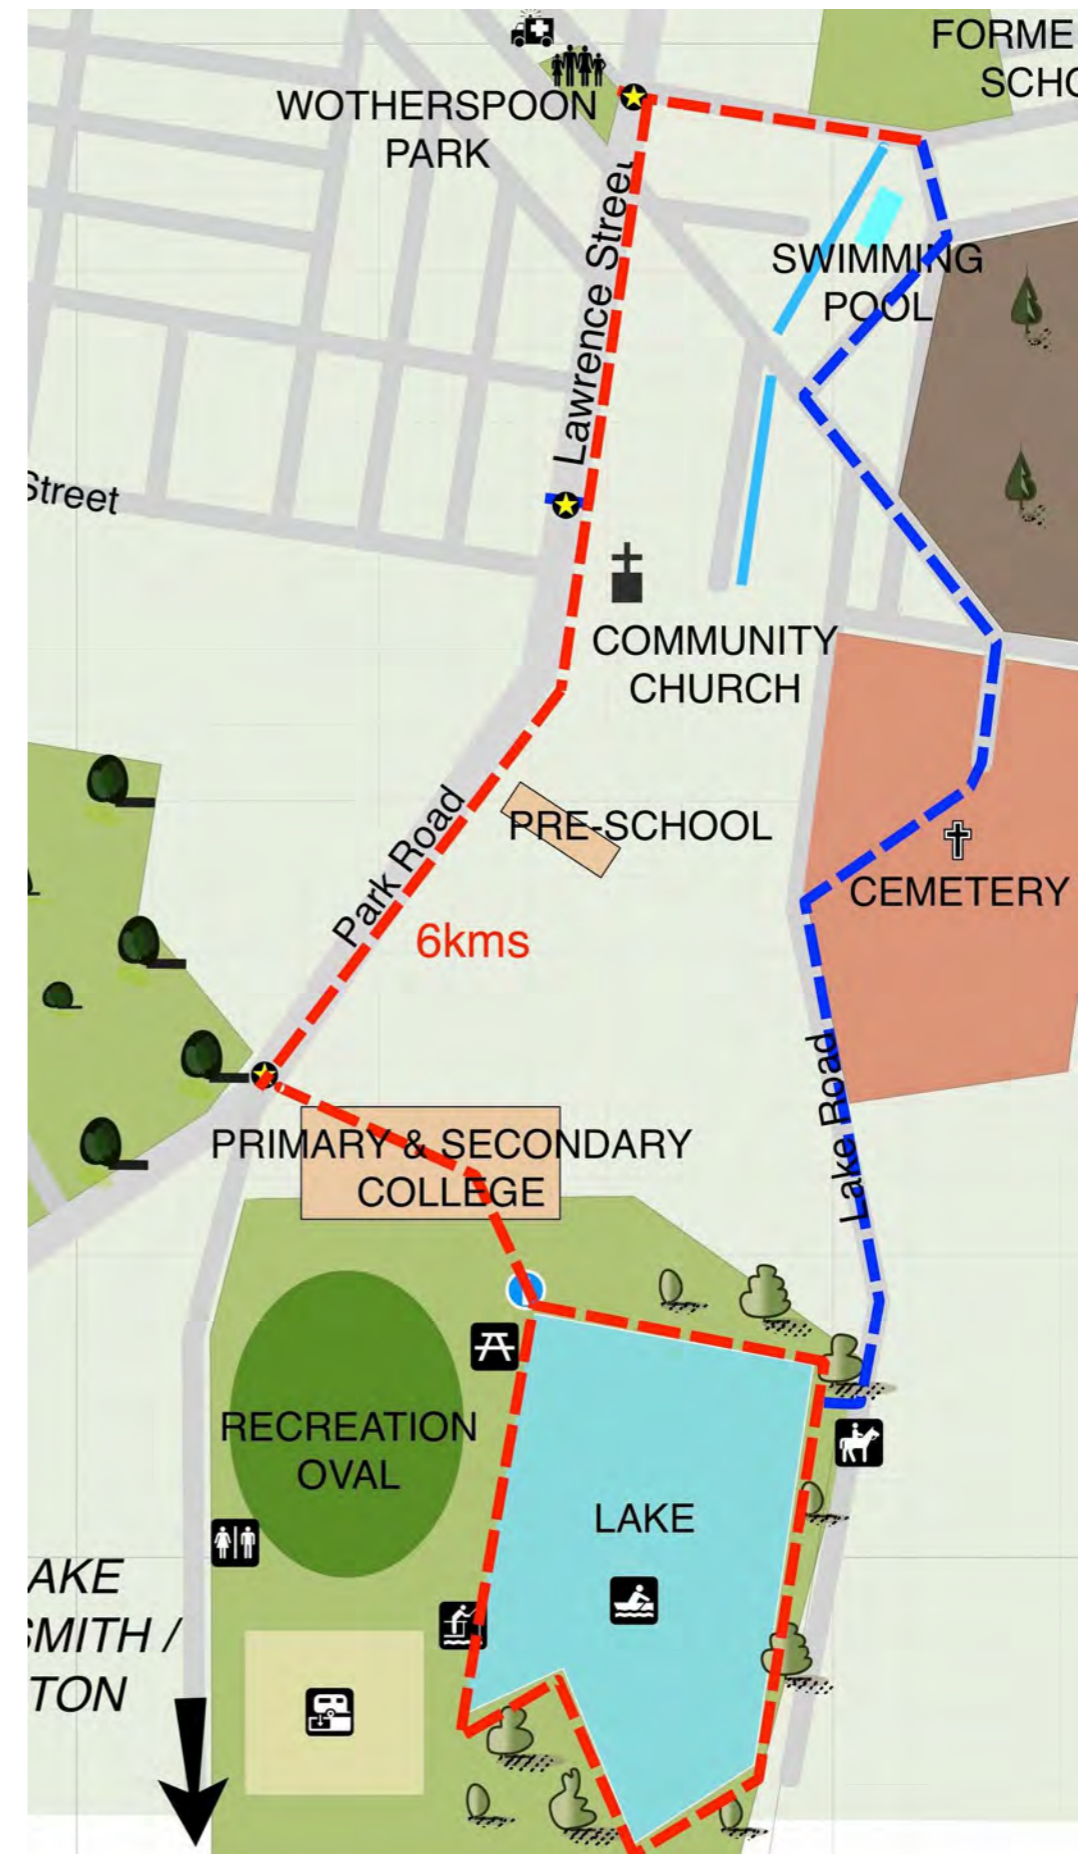 FORME
SCHO
WOTHERSPOON
PARK
Lawrence Street
SWIMMING
POOL
Street
COMMUNITY
CHURCH
PRE-SCHOOL
Park Road
CEMETERY
6kms
Lake Road
PRIMARY & SECONDARY
COLLEGE
RECREATION
OVAL
LAKE
AKE
SMITH /
TON